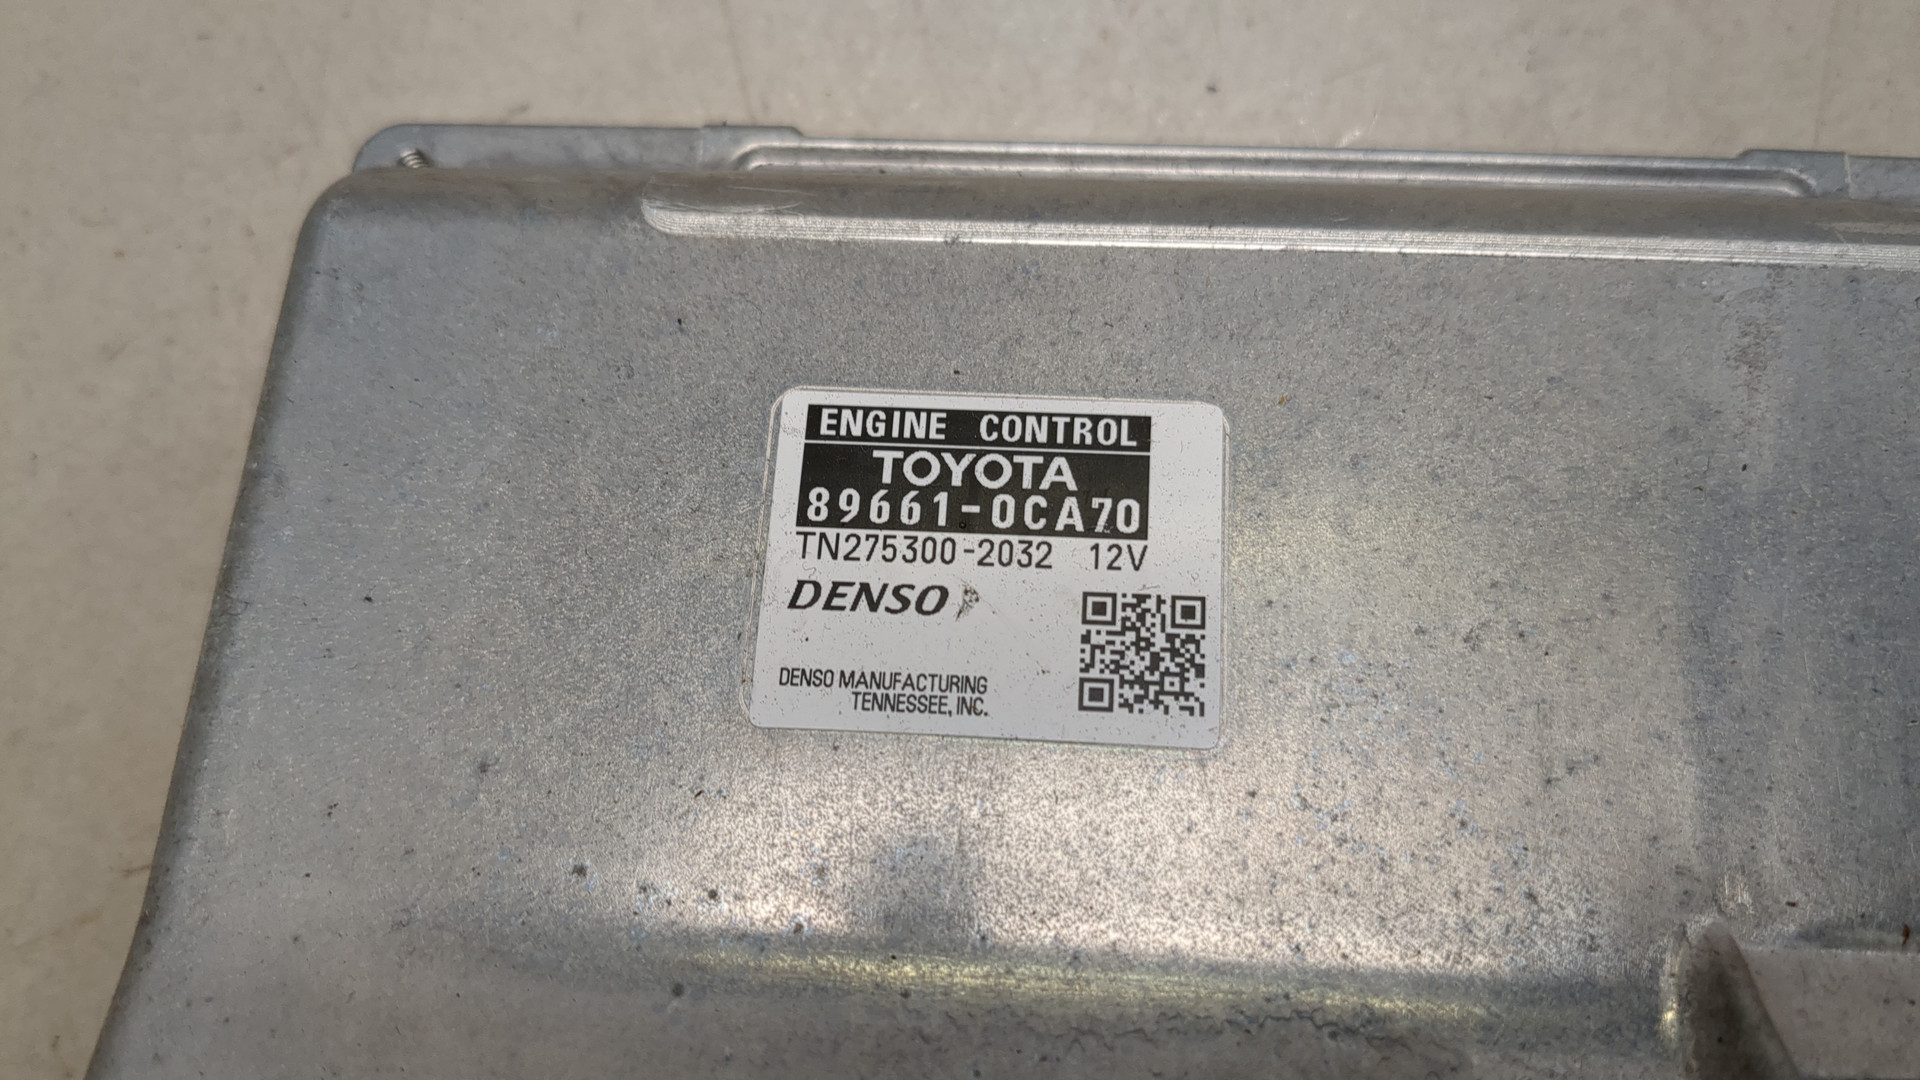 ENGINE CONTROL
TOYOTA
89661-0CA70
TN275300-2032 12V
DENSO
DENSO MANUFACTURING
TENNESSEE, INC.